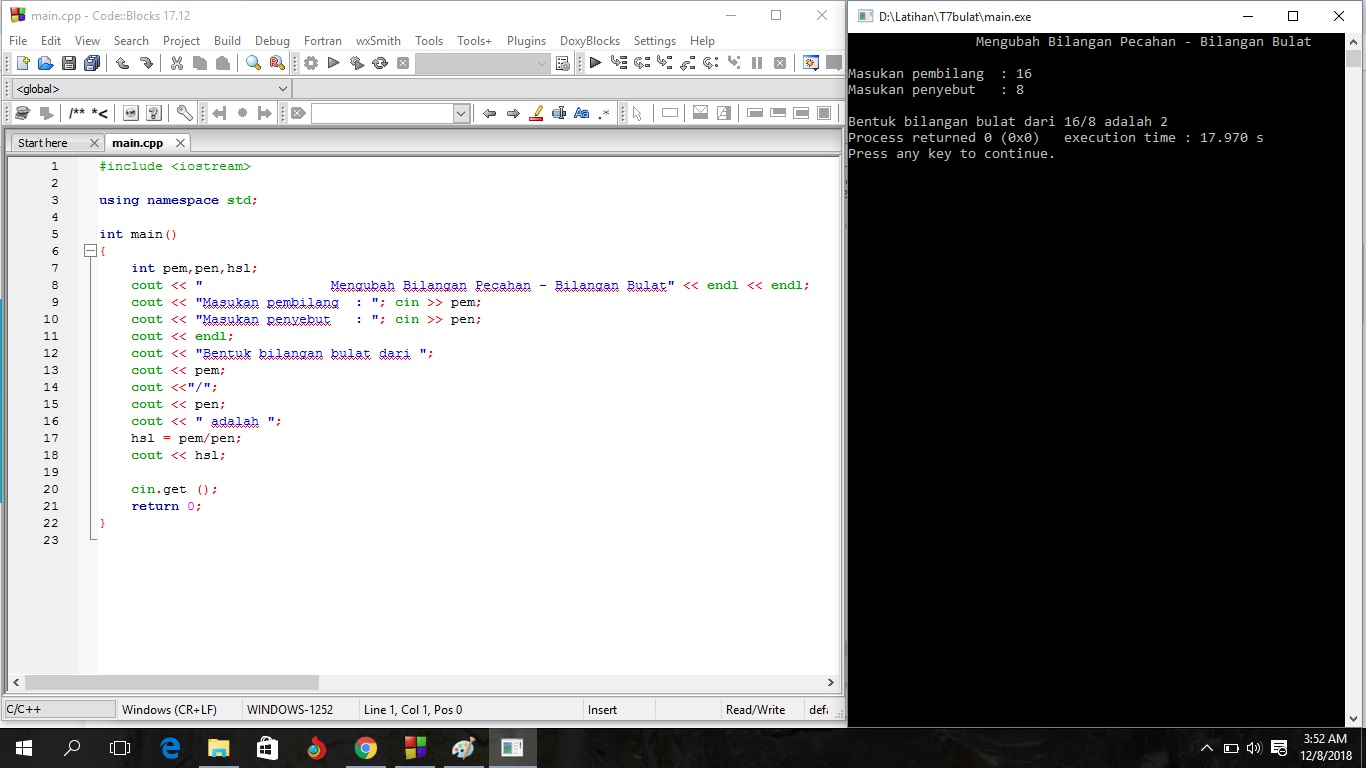 main.cpp - Code::Blocks 17.12
File Edit View Search Project Build Debug Fortran wxSmith Tools Tools+ Plugins DoxyBlocks Settings Help
<global>
/** *<
Aa .*
Start here main.cpp
1 #include <iostream>
2
3 using namespace std;
4
5 int main()
6 {
7 int pem,pen,hsl;
8 cout << "                Mengubah Bilangan Pecahan - Bilangan Bulat" << endl << endl;
9 cout << "Masukan pembilang  : "; cin >> pem;
10 cout << "Masukan penyebut   : "; cin >> pen;
11 cout << endl;
12 cout << "Bentuk bilangan bulat dari ";
13 cout << pem;
14 cout <<"/";
15 cout << pen;
16 cout << " adalah ";
17 hsl = pem/pen;
18 cout << hsl;
19
20 cin.get ();
21 return 0;
22 }
23
C/C++ Windows (CR+LF) WINDOWS-1252 Line 1, Col 1, Pos 0 Insert Read/Write
D:\Latihan\T7bulat\main.exe
Mengubah Bilangan Pecahan - Bilangan Bulat
Masukan pembilang  : 16
Masukan penyebut   : 8
Bentuk bilangan bulat dari 16/8 adalah 2
Process returned 0 (0x0)   execution time : 17.970 s
Press any key to continue.
3:52 AM
12/8/2018